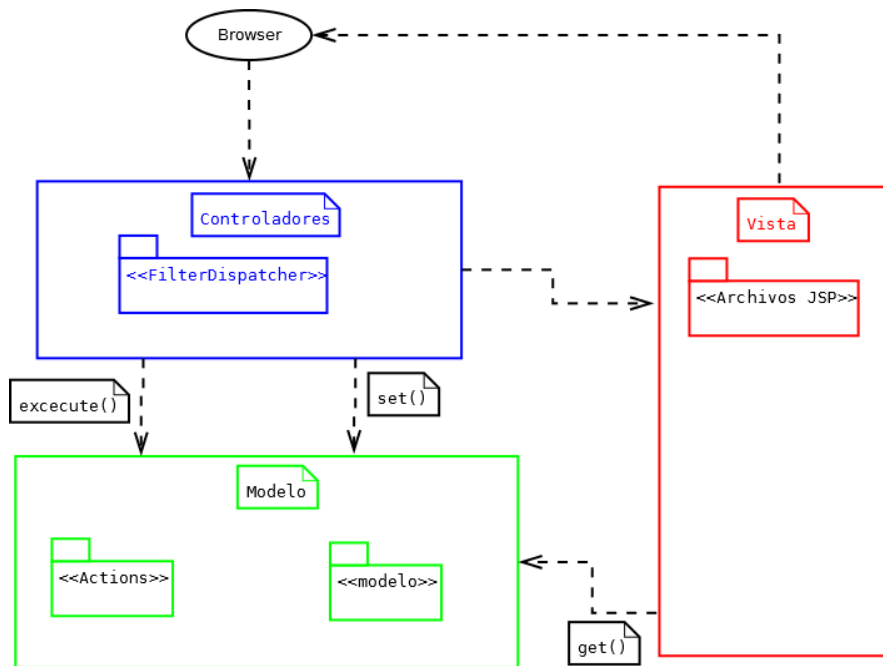 Browser
Controladores
<<FilterDispatcher>>
Vista
<<Archivos JSP>>
excecute()
set()
Modelo
<<Actions>>
<<modelo>>
get()